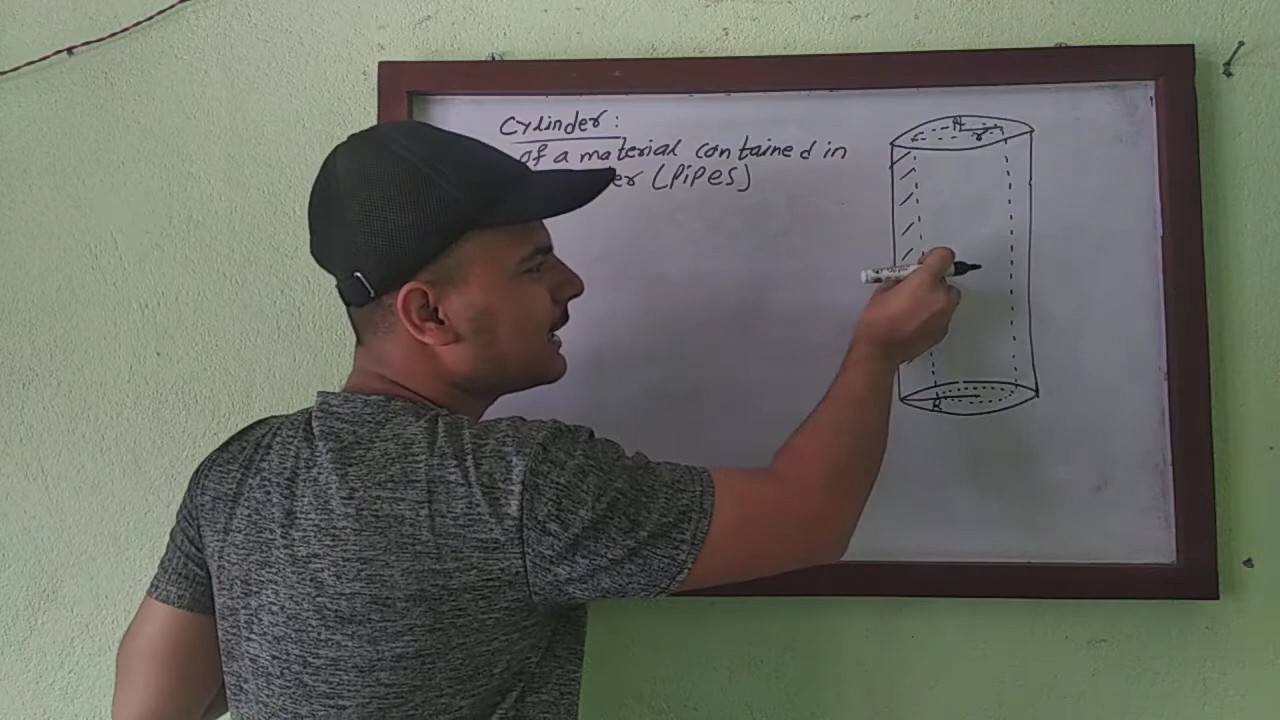 Cylinder:
of a material contained in
er (Pipes)
r
R